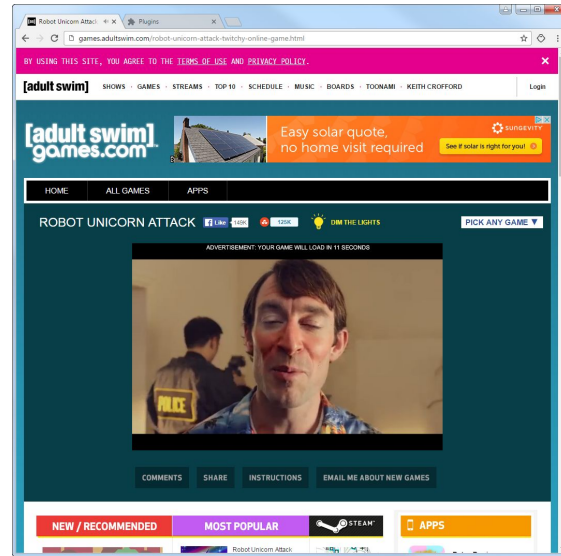 Robot Unicorn Attack
Plugins
games.adultswim.com/robot-unicorn-attack-twitchy-online-game.html
BY USING THIS SITE, YOU AGREE TO THE TERMS OF USE AND PRIVACY POLICY.
[adult swim] SHOWS · GAMES · STREAMS · TOP 10 · SCHEDULE · MUSIC · BOARDS · TOONAMI · KEITH CROFFORD Login
[adult swim]
games.com
Easy solar quote,
no home visit required
SUNGEVITY
See if solar is right for you!
HOME ALL GAMES APPS
ROBOT UNICORN ATTACK Like 149K 125K DIM THE LIGHTS PICK ANY GAME ▼
ADVERTISEMENT: YOUR GAME WILL LOAD IN 11 SECONDS
POLICE
COMMENTS SHARE INSTRUCTIONS EMAIL ME ABOUT NEW GAMES
NEW / RECOMMENDED MOST POPULAR STEAM APPS
Robot Unicorn Attack